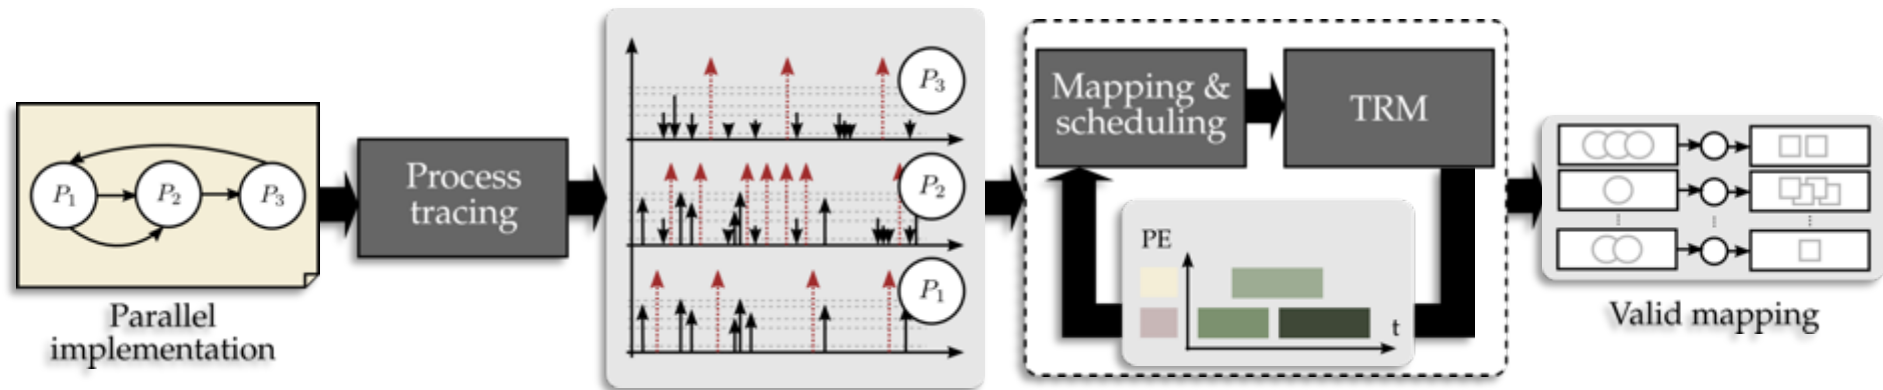 P1
P2
P3
Parallel
implementation
Process
tracing
P3
P2
P1
Mapping &
scheduling
TRM
PE
t
Valid mapping